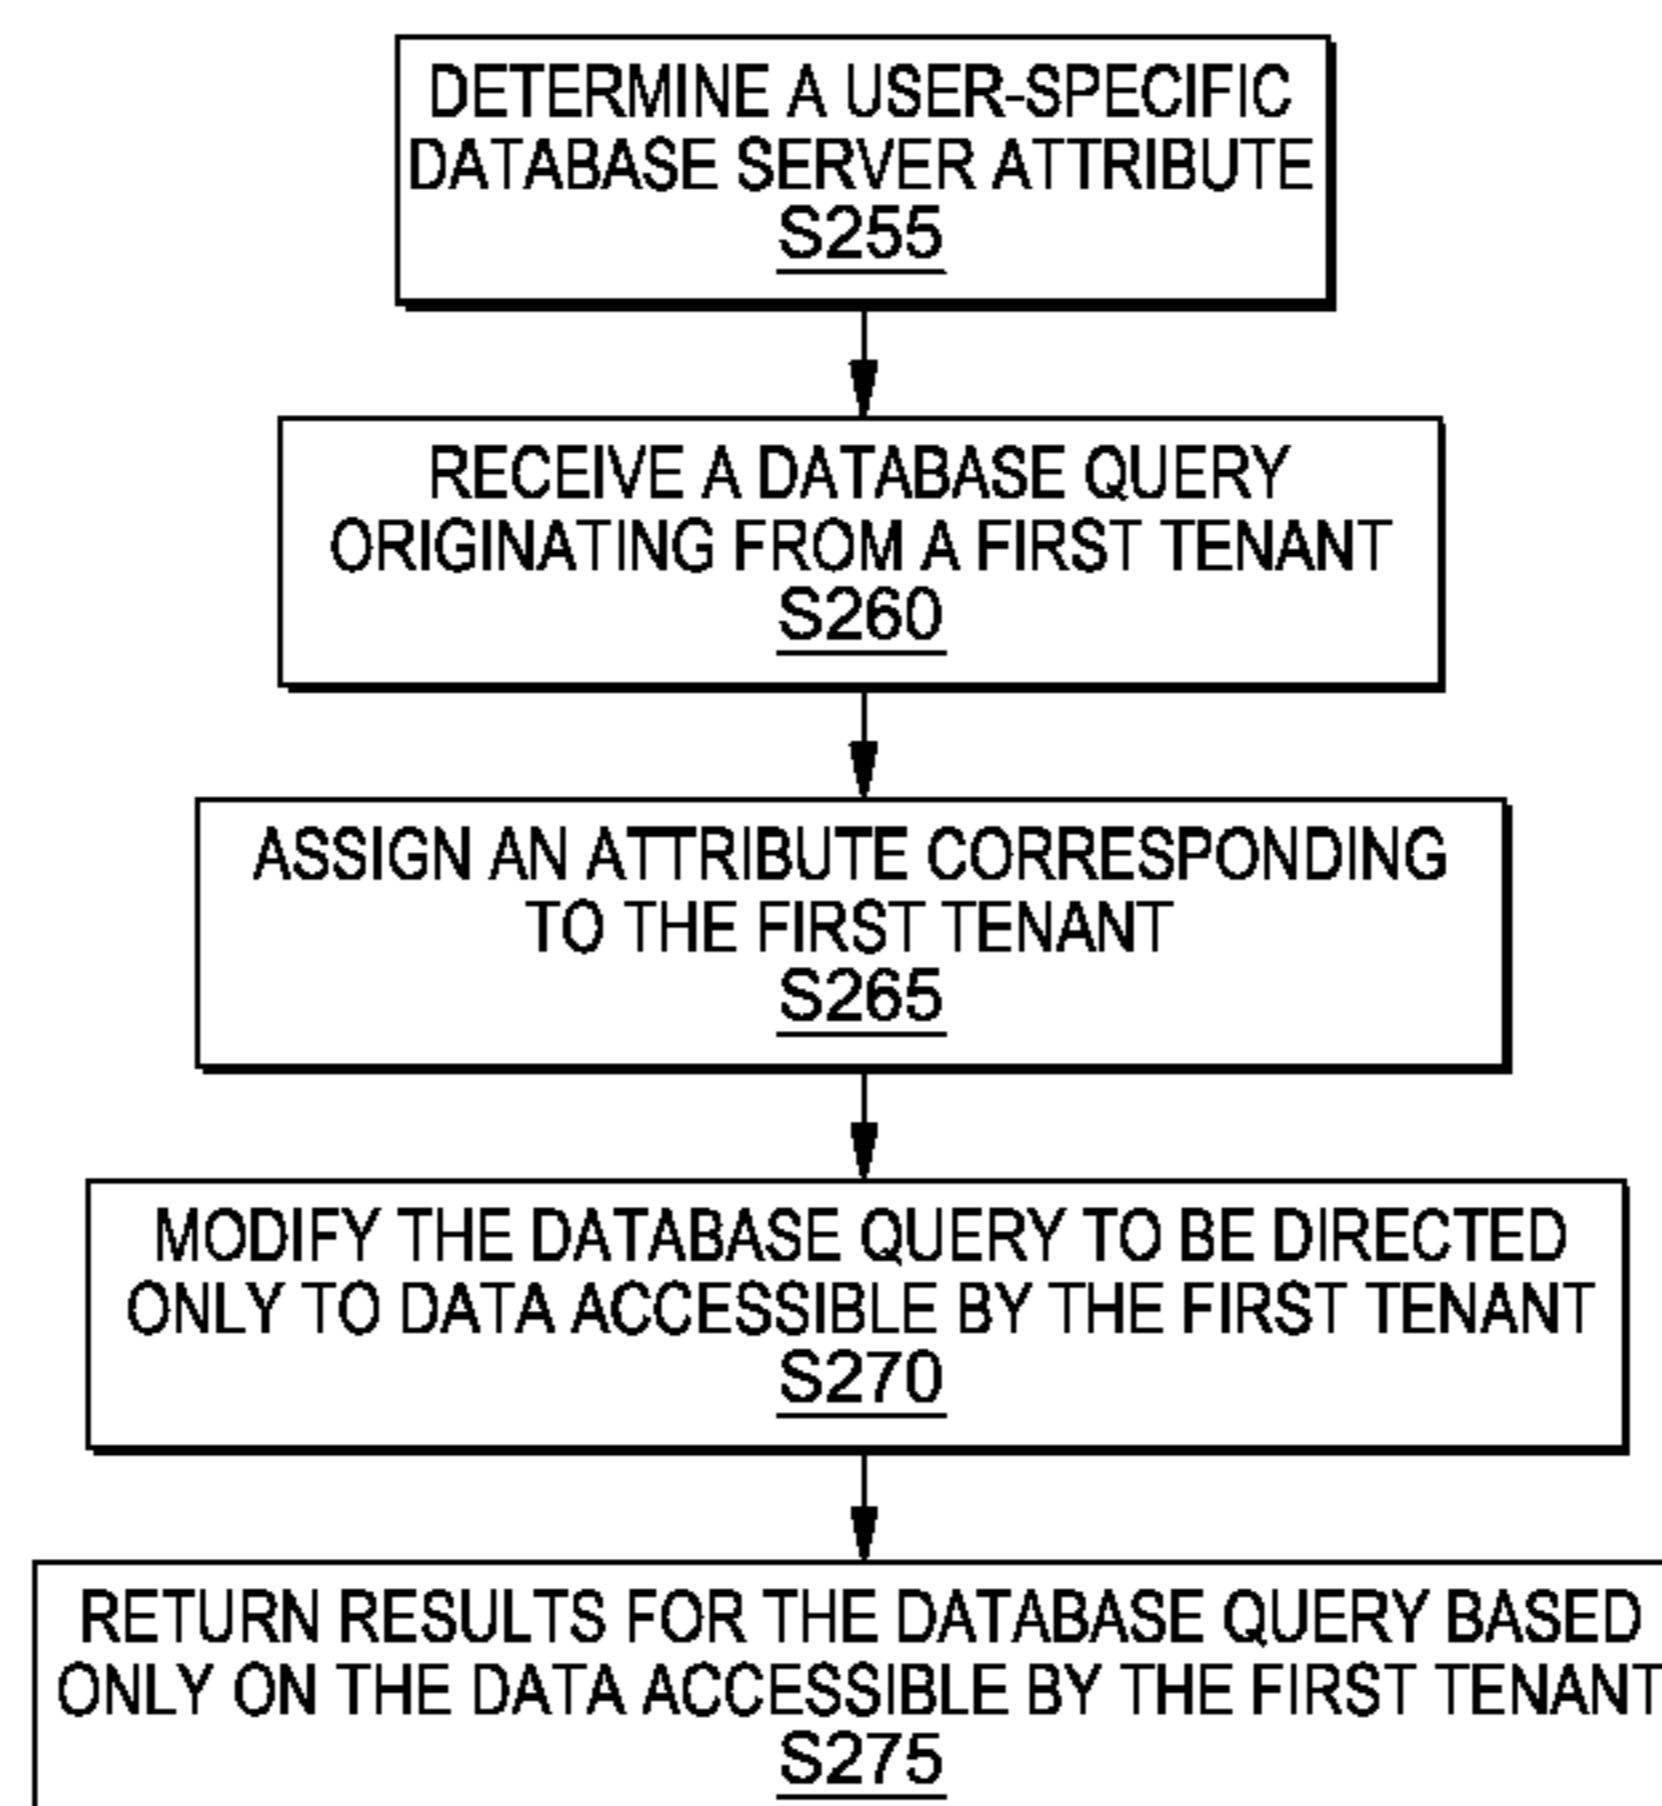 DETERMINE A USER-SPECIFIC
DATABASE SERVER ATTRIBUTE
S255
RECEIVE A DATABASE QUERY
ORIGINATING FROM A FIRST TENANT
S260
ASSIGN AN ATTRIBUTE CORRESPONDING
TO THE FIRST TENANT
S265
MODIFY THE DATABASE QUERY TO BE DIRECTED
ONLY TO DATA ACCESSIBLE BY THE FIRST TENANT
S270
RETURN RESULTS FOR THE DATABASE QUERY BASED
ONLY ON THE DATA ACCESSIBLE BY THE FIRST TENANT
S275